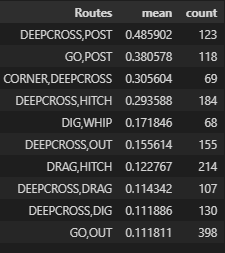 Routes mean count
DEEPCROSS,POST 0.485902 123
GO,POST 0.380578 118
CORNER,DEEPCROSS 0.305604 69
DEEPCROSS,HITCH 0.293588 184
DIG,WHIP 0.171846 68
DEEPCROSS,OUT 0.155614 155
DRAG,HITCH 0.122767 214
DEEPCROSS,DRAG 0.114342 107
DEEPCROSS,DIG 0.111886 130
GO,OUT 0.111811 398